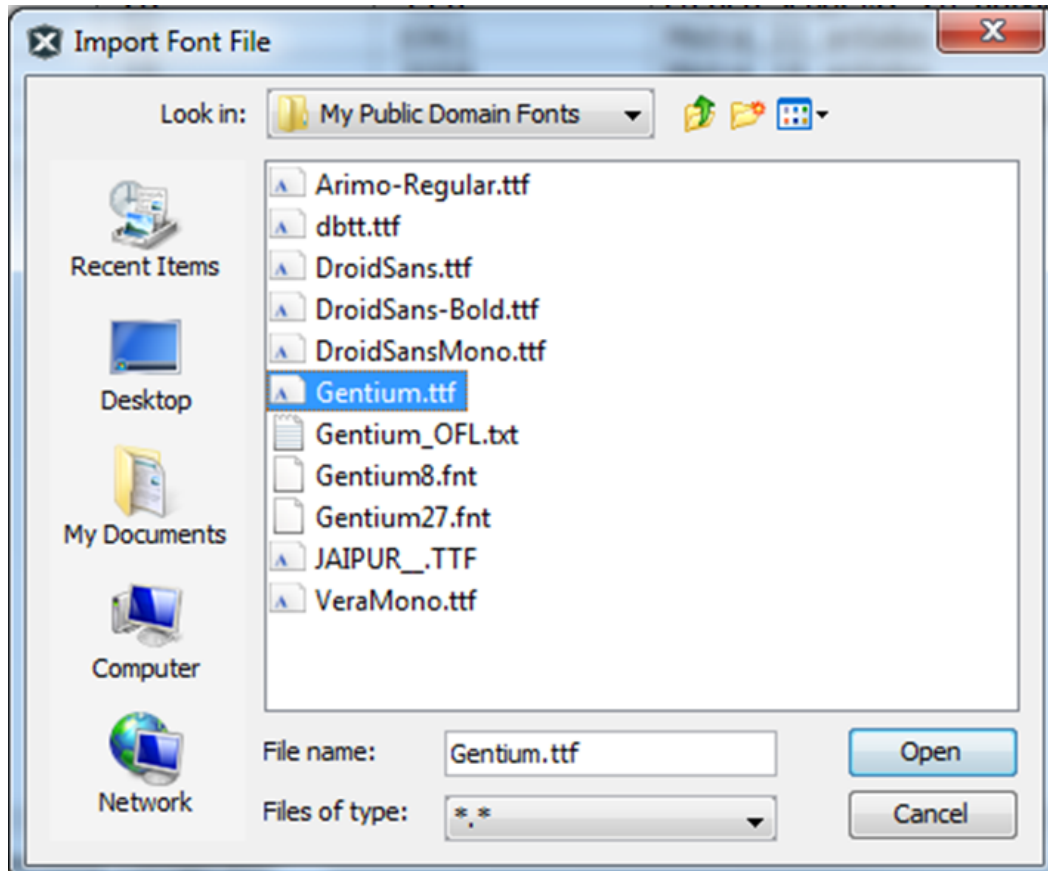 Import Font File
Look in: My Public Domain Fonts
Recent Items
Desktop
My Documents
Computer
Network
Arimo-Regular.ttf
dbtt.ttf
DroidSans.ttf
DroidSans-Bold.ttf
DroidSansMono.ttf
Gentium.ttf
Gentium_OFL.txt
Gentium8.fnt
Gentium27.fnt
JAIPUR__.TTF
VeraMono.ttf
File name: Gentium.ttf Open
Files of type: *.* Cancel